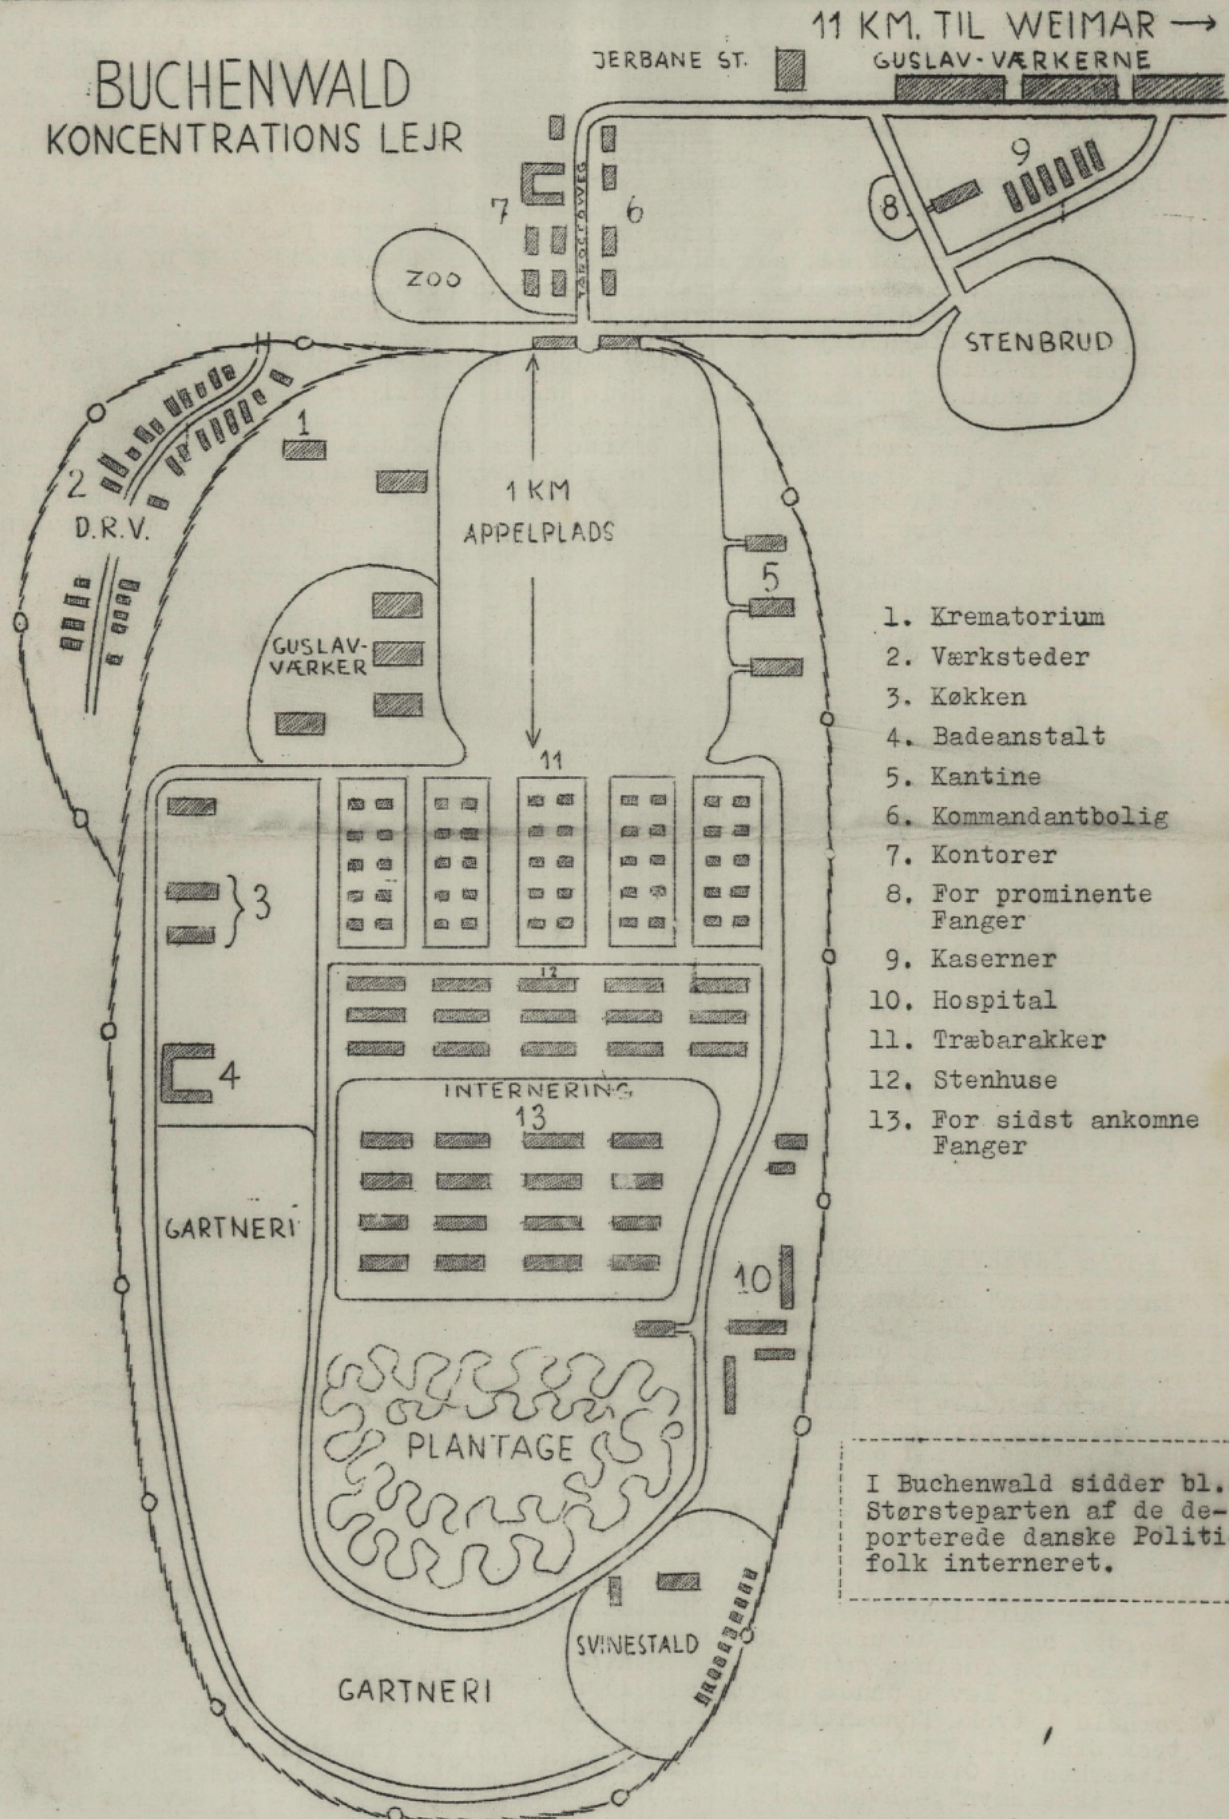 11 KM. TIL WEIMAR →
JERBANE ST.
GUSLAV-VÆRKERNE
BUCHENWALD
KONCENTRATIONS LEJR
9
8
7
6
ZOO
STENBRUD
1
2
D.R.V.
1 KM
APPELPLADS
5
GUSLAV-
VÆRKER
11
3
12
4
INTERNERING
13
GARTNERI
10
PLANTAGE
SVINESTALD
GARTNERI
1. Krematorium
2. Værksteder
3. Køkken
4. Badeanstalt
5. Kantine
6. Kommandantbolig
7. Kontorer
8. For prominente
Fanger
9. Kaserner
10. Hospital
11. Træbarakker
12. Stenhuse
13. For sidst ankomne
Fanger
I Buchenwald sidder bl.
Størsteparten af de de-
porterede danske Politi
folk interneret.